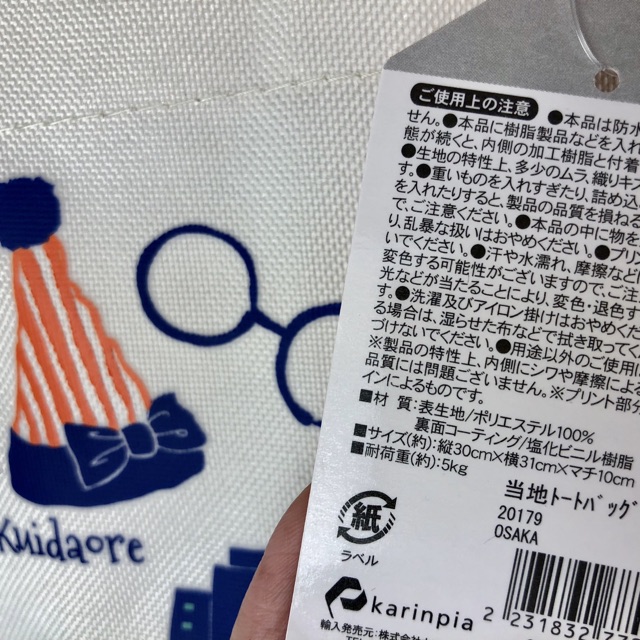 ご使用上の注意 ●本品は防水
せん。●本品に樹脂製品などを入れ
態が続くと、内側の加工樹脂と付着
●生地の特性上、多少のムラ、織りキズ
す。●重いものを入れすぎたり、詰め込
を入れたりすると、製品の品質を損ねる
で、ご注意ください。●本品の中に物を
り、乱暴な扱いはおやめください。●プリン
いでください。●汗や水濡れ、摩擦など
変色する可能性がございますので、ご注
光などが当たることにより、変色・退色す
す。●洗濯及びアイロン掛けはおやめくだ
る場合は、湿らせた布などで拭き取って
づけないでください。●用途以外のご使用は
※製品の特性上、内側にシワや摩擦による
品質には問題ございません。※プリント部分
インによるものです。
■材 質：表生地/ポリエステル100%
裏面コーティング/塩化ビニル樹脂
■サイズ(約)：縦30cm×横31cm×マチ10cm
■耐荷重(約)：5kg
当地トートバッグ
20179
OSAKA
紙
ラベル
karinpia
輸入発売元：株式会
2 231832
Kuidaore